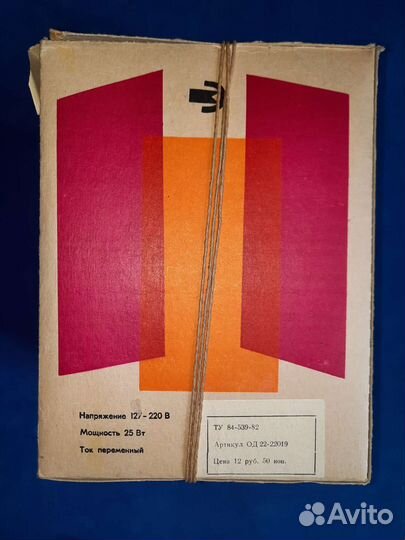 Напряжение 127-220 В
Мощность 25 Вт
Ток переменный
ТУ 84-539-82
Артикул ОД 22-22019
Цена 12 руб. 50 коп.
Avito